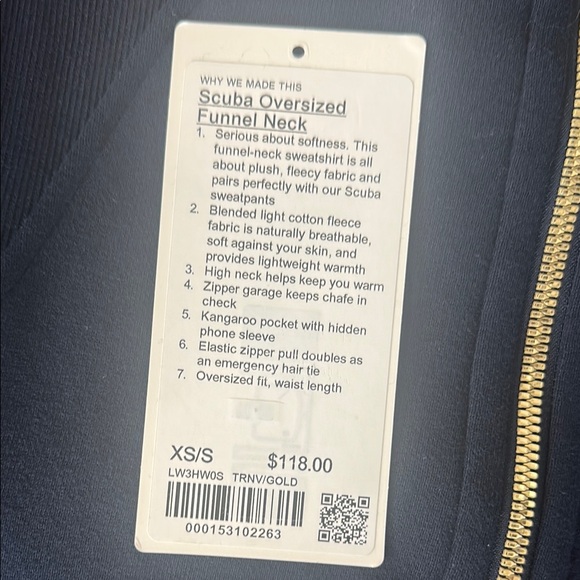 WHY WE MADE THIS
Scuba Oversized
Funnel Neck
1. Serious about softness. This
funnel-neck sweatshirt is all
about plush, fleecy fabric and
pairs perfectly with our Scuba
sweatpants
2. Blended light cotton fleece
fabric is naturally breathable,
soft against your skin, and
provides lightweight warmth
3. High neck helps keep you warm
4. Zipper garage keeps chafe in
check
5. Kangaroo pocket with hidden
phone sleeve
6. Elastic zipper pull doubles as
an emergency hair tie
7. Oversized fit, waist length
XS/S $118.00
LW3HW0S TRNV/GOLD
000153102263